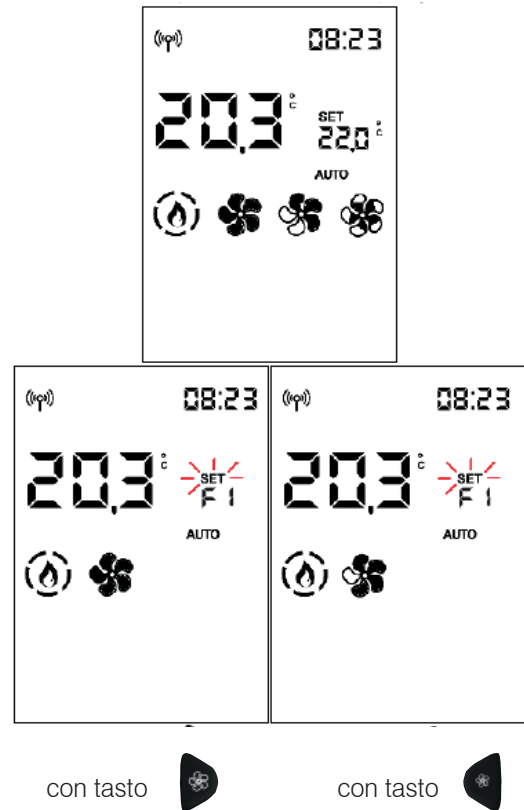 08:23
20,3 °C
SET
22,0 °C
AUTO
08:23
20,3 °C
SET
F1
AUTO
08:23
20,3 °C
SET
F1
AUTO
con tasto
con tasto